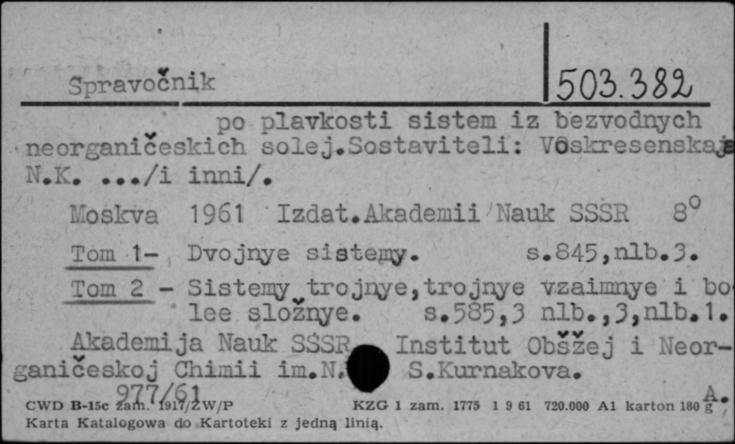 Spravočnik
503.382
po plavkosti sistem iz bezvodnych
neorganičeskich solej.Sostaviteli: Voskresenskaja
N.K. .../i inni/.
Moskva 1961 Izdat.Akademii Nauk SSSR 8°
Tom 1- Dvojnye sistemy. s.845,nlb.3.
Tom 2 - Sistemy trojnye,trojnye vzaimnye i bo-
lee složnye. s.585,3 nlb.,3,nlb.1.
Akademija Nauk SSSR Institut Obšžej i Neor-
ganičeskoj Chimii im.N. S.Kurnakova.
977/61 A.
CWD B-15c zam. 1917/ZW/P KZG 1 zam. 1775 1 9 61 720.000 A1 karton 180 g
Karta Katalogowa do Kartoteki z jedną linią.